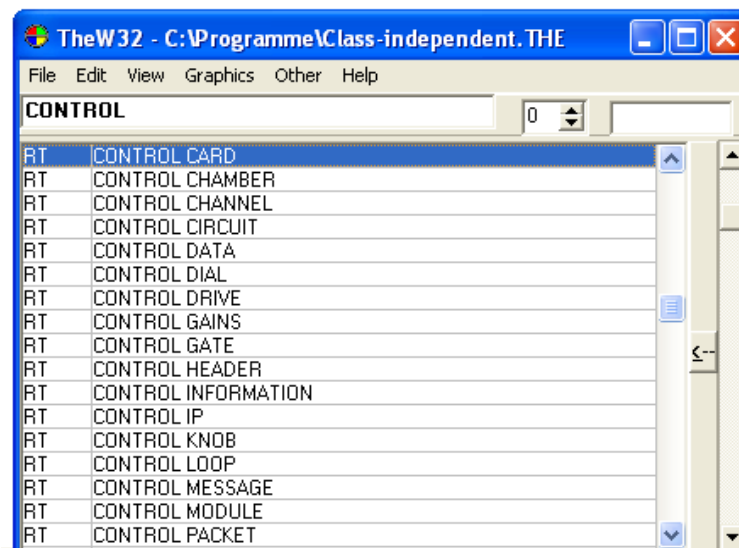 TheW32 - C:\Programme\Class-independent.THE
File Edit View Graphics Other Help
CONTROL 0
RT CONTROL CARD
RT CONTROL CHAMBER
RT CONTROL CHANNEL
RT CONTROL CIRCUIT
RT CONTROL DATA
RT CONTROL DIAL
RT CONTROL DRIVE
RT CONTROL GAINS
RT CONTROL GATE
RT CONTROL HEADER
RT CONTROL INFORMATION
RT CONTROL IP
RT CONTROL KNOB
RT CONTROL LOOP
RT CONTROL MESSAGE
RT CONTROL MODULE
RT CONTROL PACKET
<--